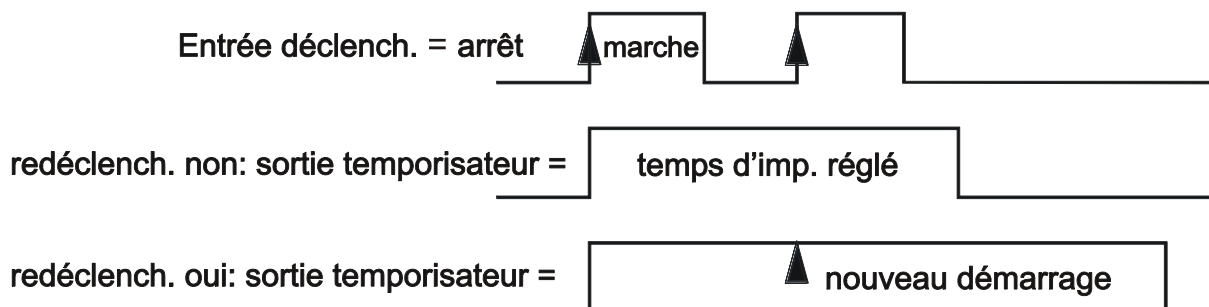 Entrée déclench. = arrêt marche
redéclench. non: sortie temporisateur = temps d'imp. réglé
redéclench. oui: sortie temporisateur = nouveau démarrage